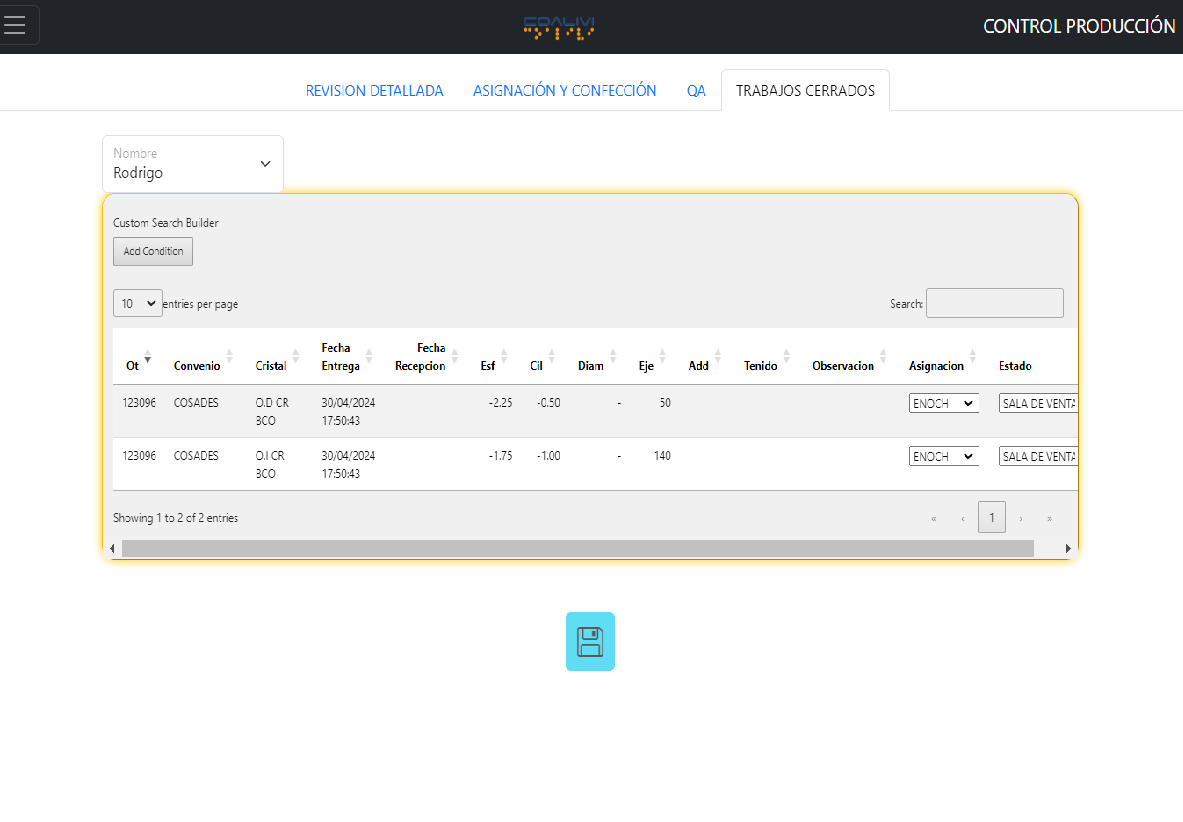 COALIVI
CONTROL PRODUCCIÓN
REVISION DETALLADA ASIGNACIÓN Y CONFECCIÓN QA TRABAJOS CERRADOS
Nombre
Rodrigo
Custom Search Builder
Add Condition
10 entries per page Search:
Ot Convenio Cristal Fecha Entrega Fecha Recepcion Esf Cil Diam Eje Add Tenido Observacion Asignacion Estado
123096 COSADES O.D CR BCO 30/04/2024 17:50:43 -2.25 -0.50 - 50 ENOCH SALA DE VENTA
123096 COSADES O.I CR BCO 30/04/2024 17:50:43 -1.75 -1.00 - 140 ENOCH SALA DE VENTA
Showing 1 to 2 of 2 entries « ‹ 1 › »